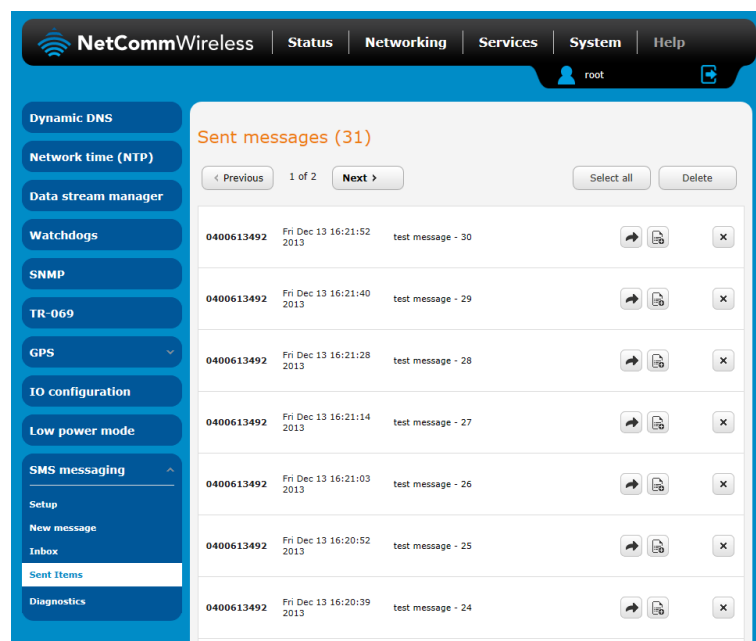 NetCommWireless Status Networking Services System Help
root
Dynamic DNS
Network time (NTP)
Data stream manager
Watchdogs
SNMP
TR-069
GPS
IO configuration
Low power mode
SMS messaging
Setup
New message
Inbox
Sent Items
Diagnostics
Sent messages (31)
‹ Previous 1 of 2 Next › Select all Delete
0400613492 Fri Dec 13 16:21:52 test message - 30
2013
0400613492 Fri Dec 13 16:21:40 test message - 29
2013
0400613492 Fri Dec 13 16:21:28 test message - 28
2013
0400613492 Fri Dec 13 16:21:14 test message - 27
2013
0400613492 Fri Dec 13 16:21:03 test message - 26
2013
0400613492 Fri Dec 13 16:20:52 test message - 25
2013
0400613492 Fri Dec 13 16:20:39 test message - 24
2013